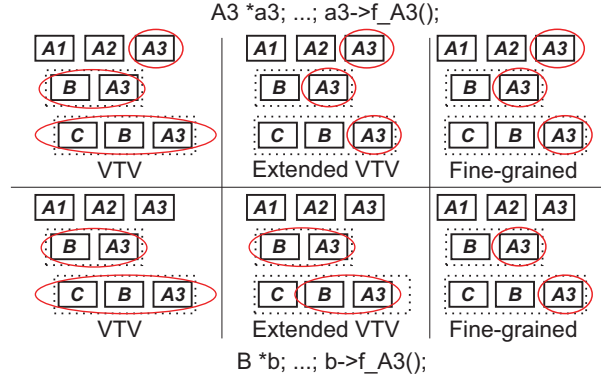 A3 *a3; ...; a3->f_A3();
A1 A2 A3 A1 A2 A3 A1 A2 A3
B A3 B A3 B A3
C B A3 C B A3 C B A3
VTV Extended VTV Fine-grained
A1 A2 A3 A1 A2 A3 A1 A2 A3
B A3 B A3 B A3
C B A3 C B A3 C B A3
VTV Extended VTV Fine-grained
B *b; ...; b->f_A3();